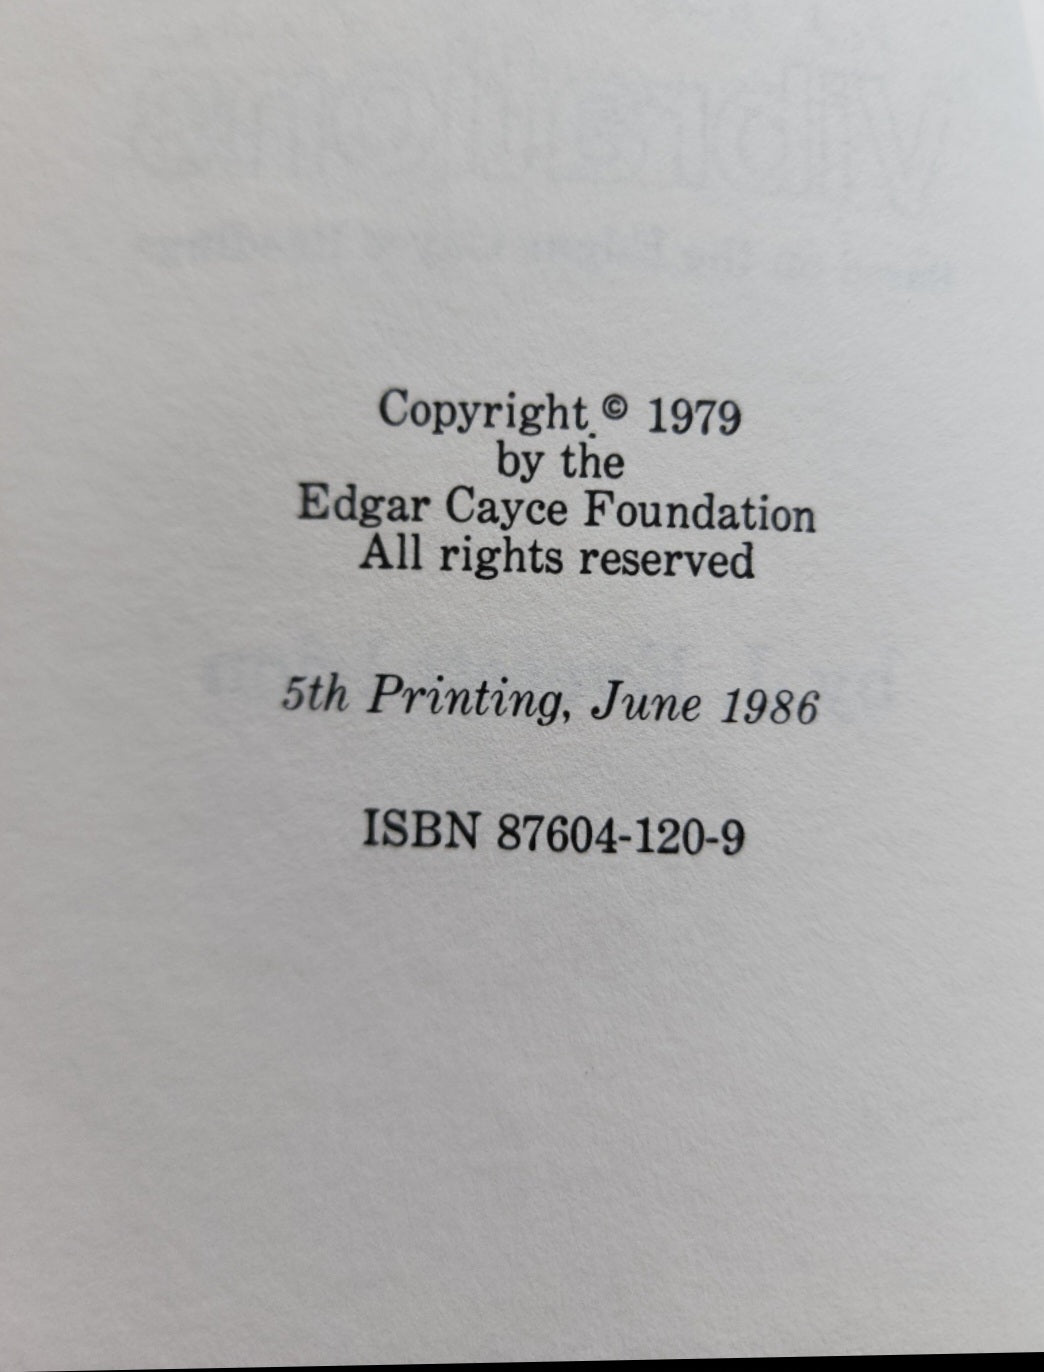 Copyright © 1979
by the
Edgar Cayce Foundation
All rights reserved
5th Printing, June 1986
ISBN 87604-120-9